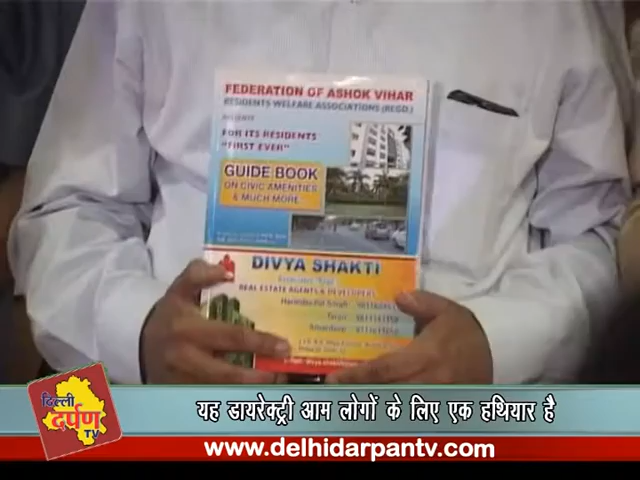 FEDERATION OF ASHOK VIHAR
RESIDENTS WELFARE ASSOCIATIONS (REGD.)
PRESENTS
FOR ITS RESIDENTS
"FIRST EVER"
GUIDE BOOK
ON CIVIC AMENITIES
& MUCH MORE
DIVYA SHAKTI
REAL ESTATE AGENTS & DEVELOPERS
यह डायरेक्ट्री आम लोगों के लिए एक हथियार है
दिल्ली
दर्पण
TV
www.delhidarpantv.com